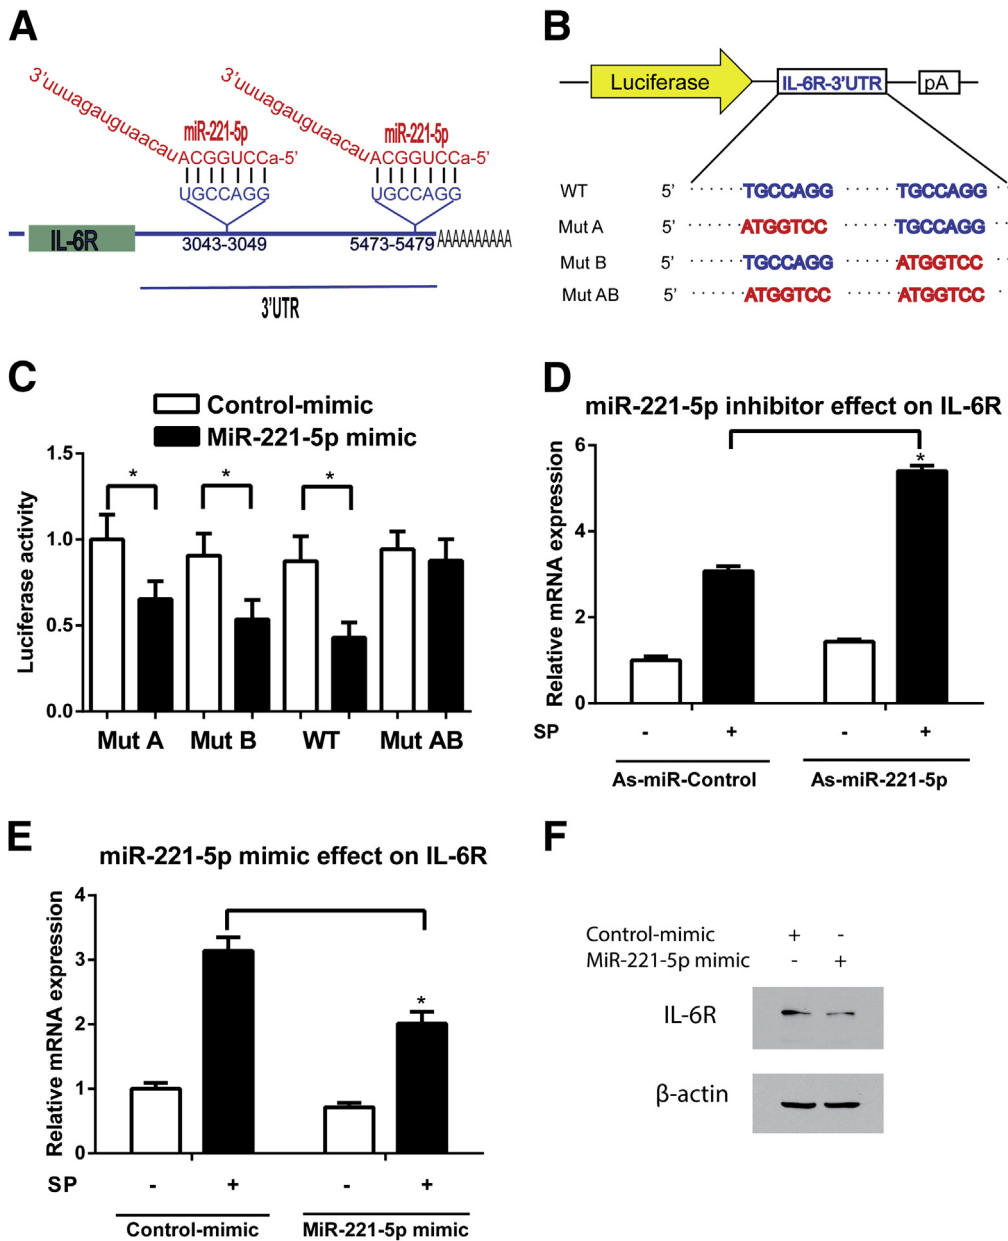 A
3'uuuagauguaacauACGGUCCa-5'
3'uuuagauguaacauACGGUCCa-5'
miR-221-5p miR-221-5p
UGCCAGG UGCCAGG
IL-6R 3043-3049 5473-5479 AAAAAAAAAA
3'UTR
B
Luciferase IL-6R-3'UTR pA
WT 5' ······ TGCCAGG ······ TGCCAGG ··
Mut A 5' ······ ATGGTCC ······ TGCCAGG ··
Mut B 5' ······ TGCCAGG ······ ATGGTCC ··
Mut AB 5' ······ ATGGTCC ······ ATGGTCC ··
C
Control-mimic
MiR-221-5p mimic
Luciferase activity
1.5
1.0
0.5
0.0
* * *
Mut A Mut B WT Mut AB
D
miR-221-5p inhibitor effect on IL-6R
Relative mRNA expression
6
4
2
0
*
SP - + - +
As-miR-Control As-miR-221-5p
E
miR-221-5p mimic effect on IL-6R
Relative mRNA expression
4
3
2
1
0
*
SP - + - +
Control-mimic MiR-221-5p mimic
F
Control-mimic + -
MiR-221-5p mimic - +
IL-6R
β-actin